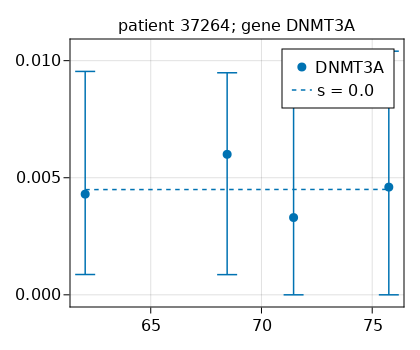 patient 37264; gene DNMT3A
0.010
DNMT3A
s = 0.0
0.005
0.000
65
70
75